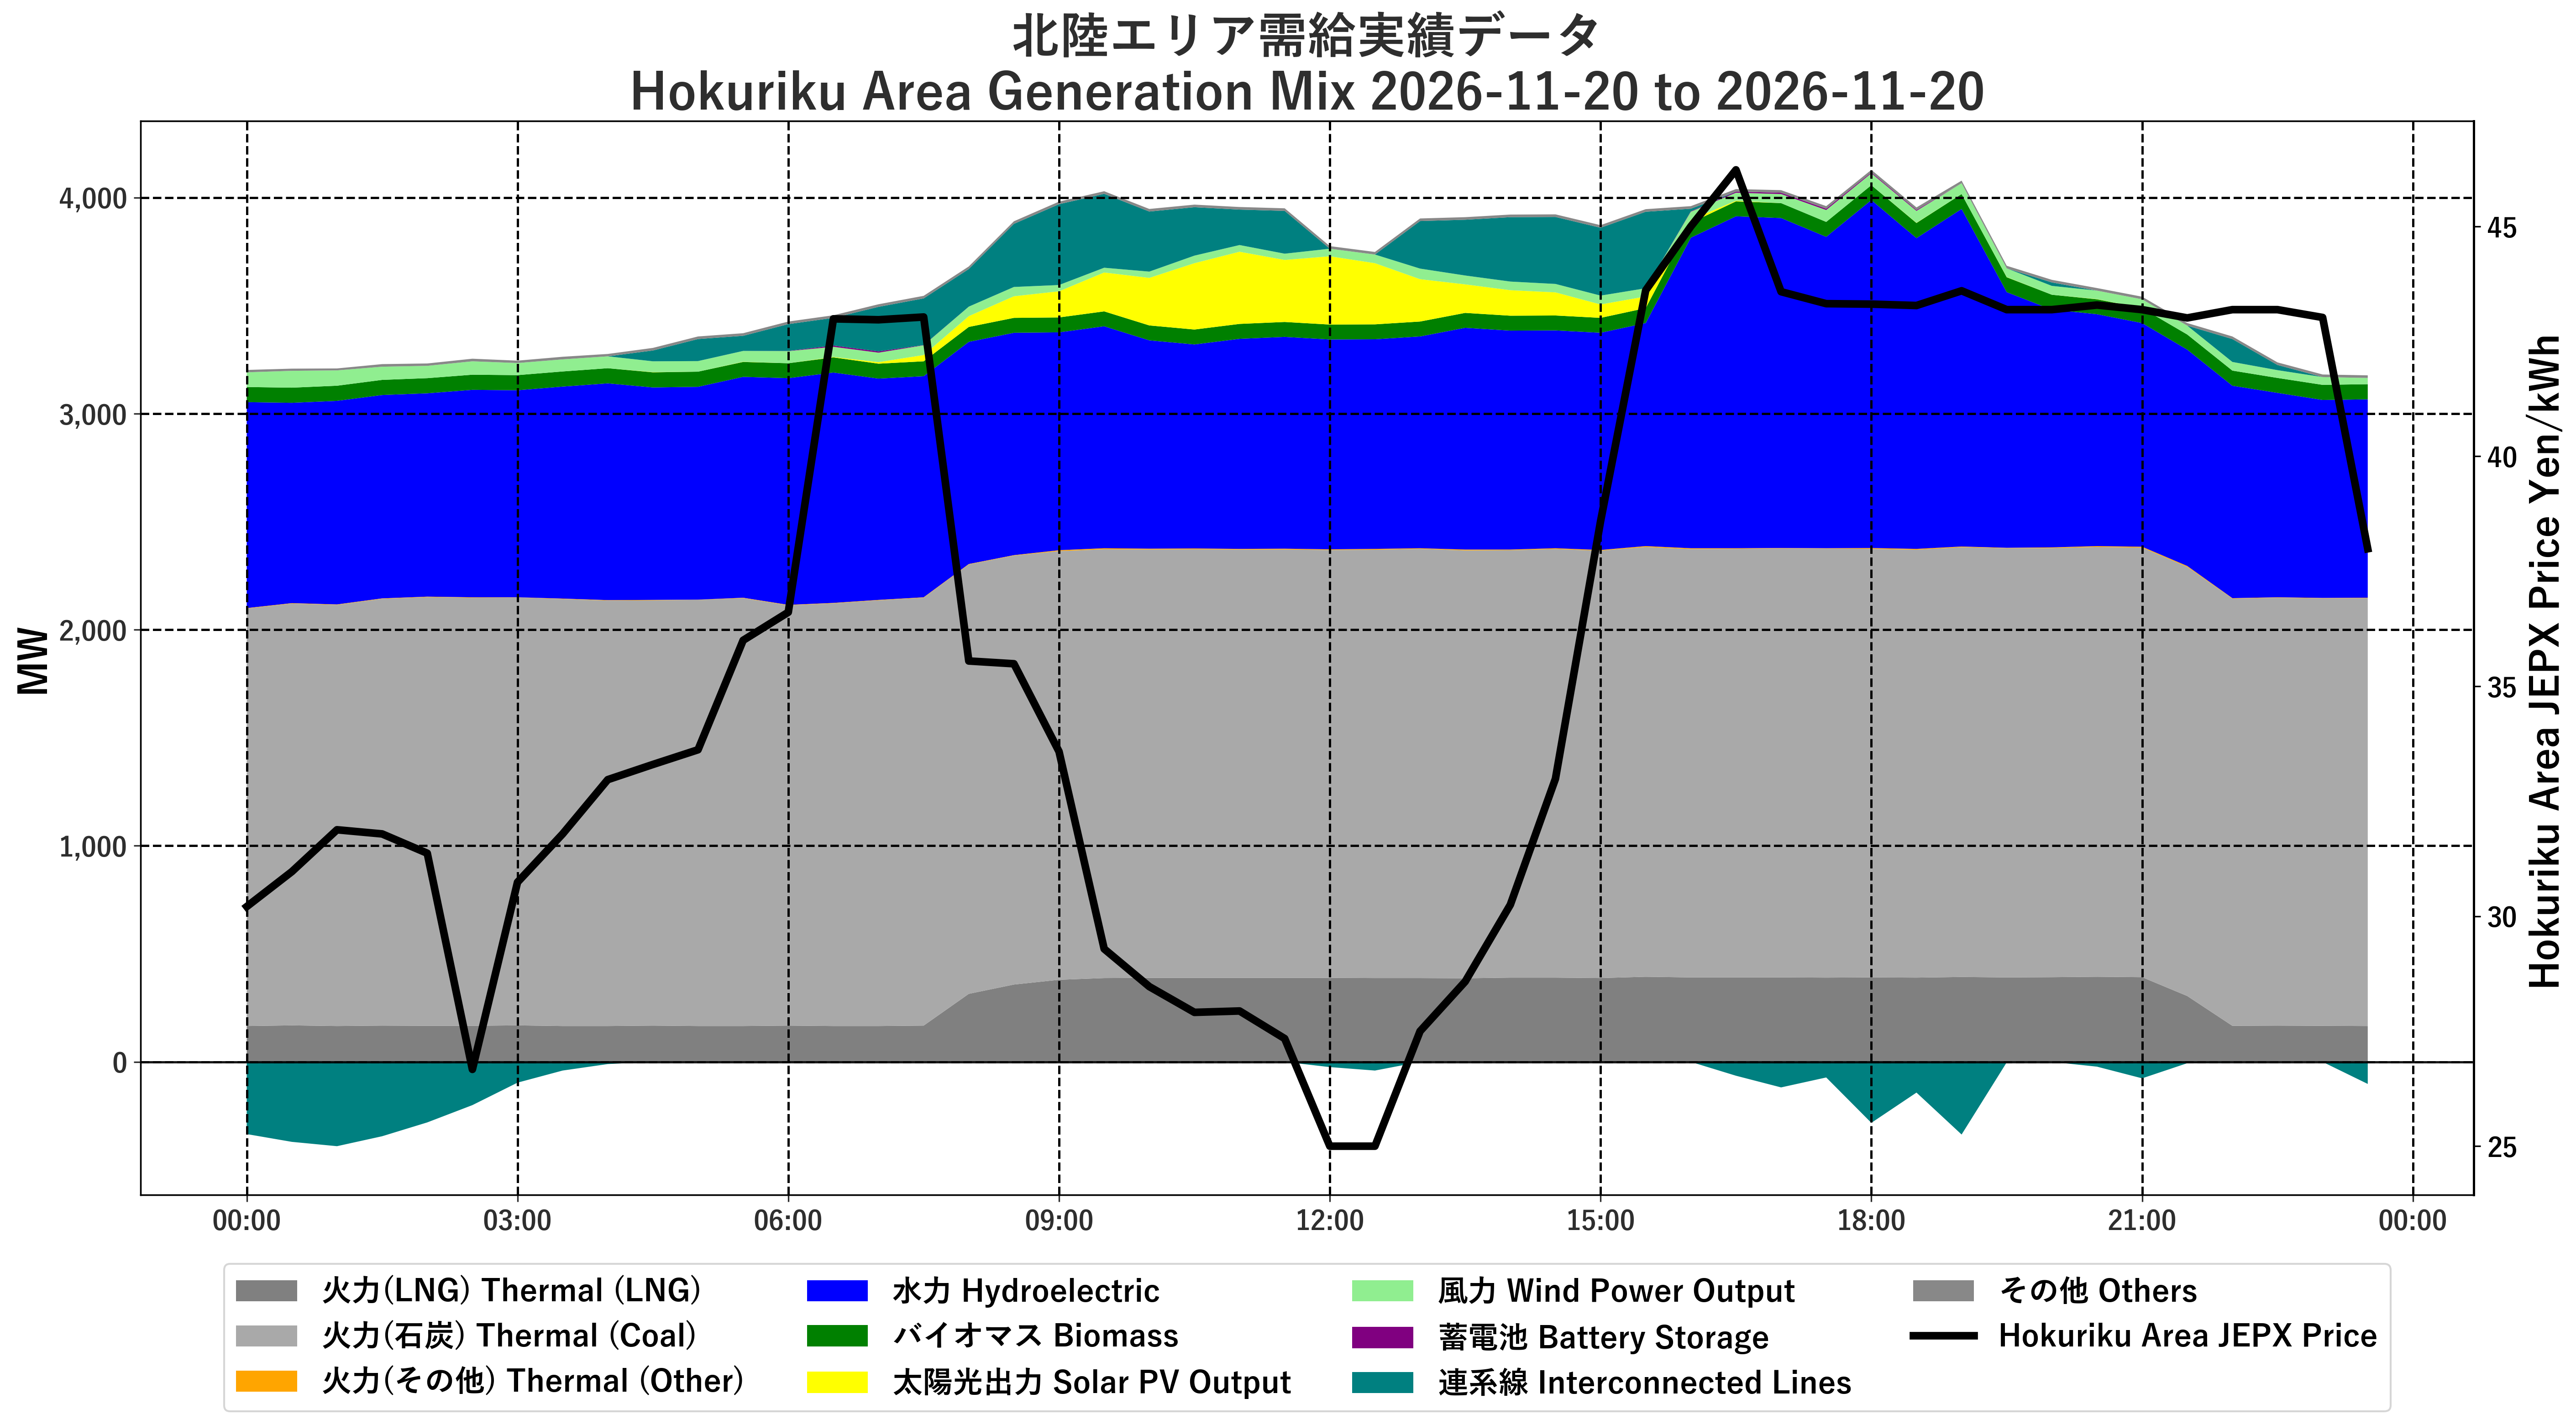 北陸エリア需給実績データ
Hokuriku Area Generation Mix 2026-11-20 to 2026-11-20
MW
4,000
3,000
2,000
1,000
0
45
40
35
30
25
Hokuriku Area JEPX Price Yen/kWh
00:00 03:00 06:00 09:00 12:00 15:00 18:00 21:00 00:00
火力(LNG) Thermal (LNG)
火力(石炭) Thermal (Coal)
火力(その他) Thermal (Other)
水力 Hydroelectric
バイオマス Biomass
太陽光出力 Solar PV Output
風力 Wind Power Output
蓄電池 Battery Storage
連系線 Interconnected Lines
その他 Others
Hokuriku Area JEPX Price